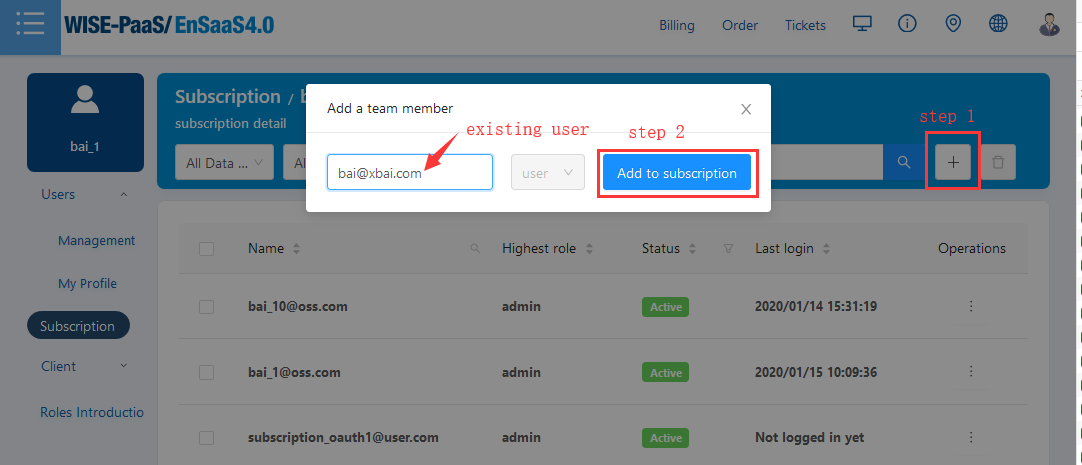 WISE-PaaS/ EnSaaS4.0
Billing
Order
Tickets
bai_1
Users
Management
My Profile
Subscription
Client
Roles Introductio
Subscription /
subscription detail
All Data ...
step 1
Add a team member
existing user
step 2
bai@xbai.com
user
Add to subscription
Name
Highest role
Status
Last login
Operations
bai_10@oss.com
admin
Active
2020/01/14 15:31:19
bai_1@oss.com
admin
Active
2020/01/15 10:09:36
subscription_oauth1@user.com
admin
Active
Not logged in yet